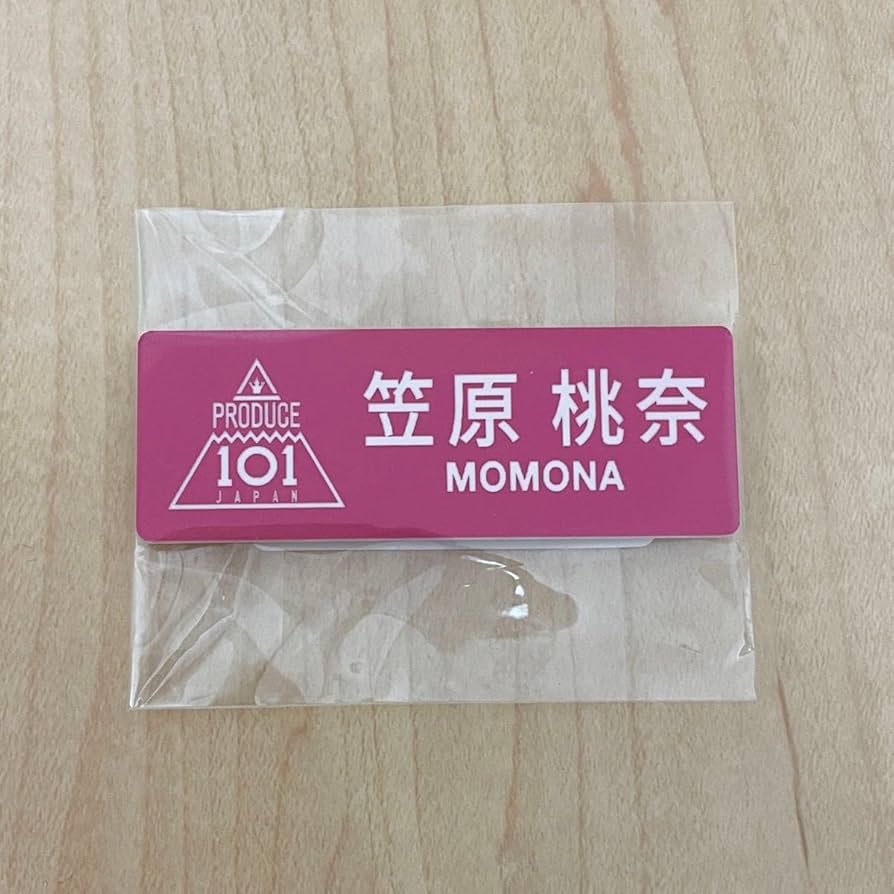 PRODUCE
101
JAPAN
笠原 桃奈
MOMONA